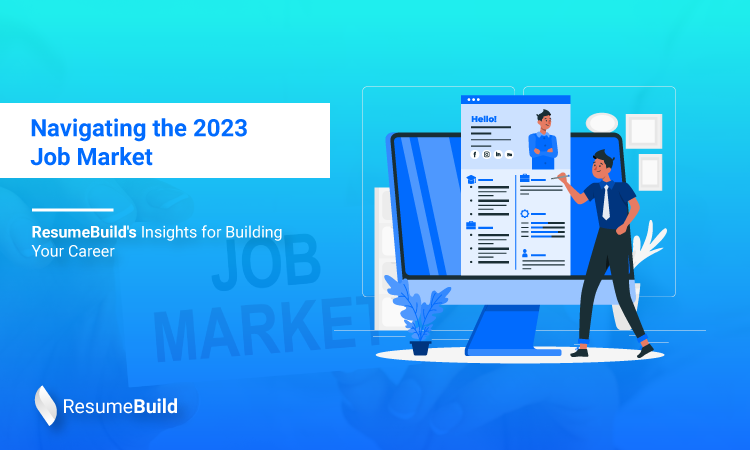 Navigating the 2023
Job Market
ResumeBuild's Insights for Building
Your Career
JOB
MARKET
Hello!
ResumeBuild